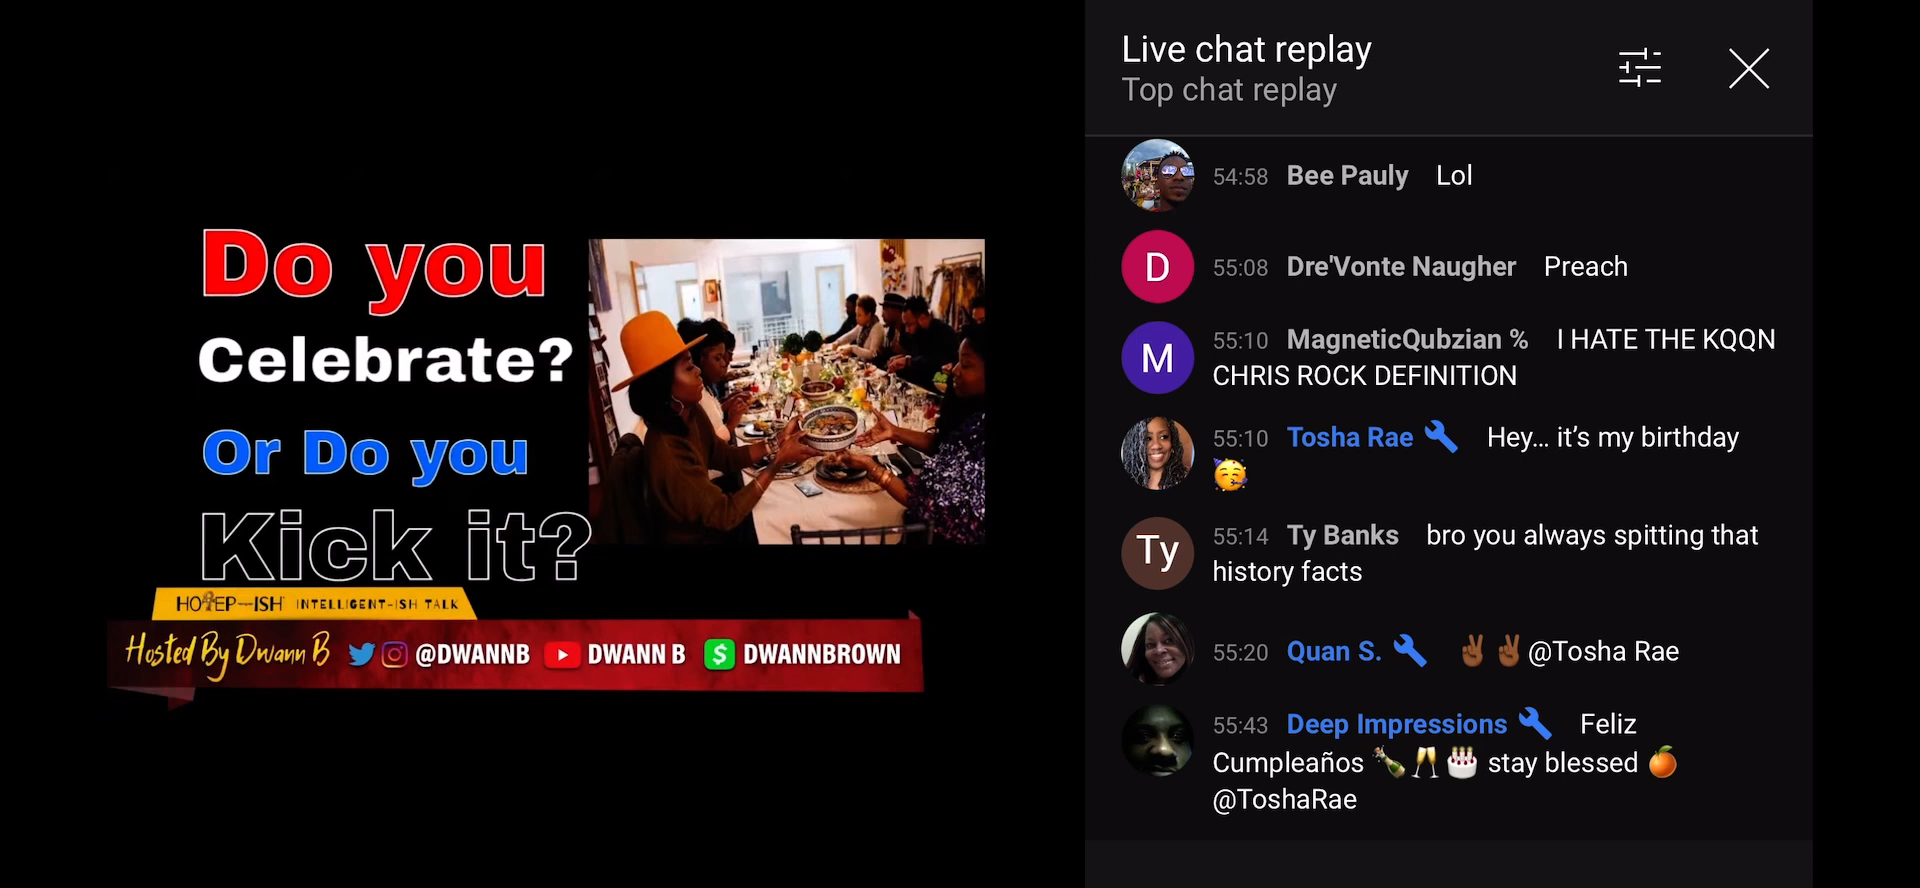 Do you
Celebrate?
Or Do you
Kick it?
HOTEP-ISH INTELLIGENT-ISH TALK
Hosted By Dwann B @DWANNB DWANN B $ DWANNBROWN
Live chat replay
Top chat replay
54:58 Bee Pauly Lol
D 55:08 Dre'Vonte Naugher Preach
M 55:10 MagneticQubzian % I HATE THE KQQN
CHRIS ROCK DEFINITION
55:10 Tosha Rae 🔧 Hey... it's my birthday
🥳
Ty 55:14 Ty Banks bro you always spitting that
history facts
55:20 Quan S. 🔧 ✌🏾✌🏾@Tosha Rae
55:43 Deep Impressions 🔧 Feliz
Cumpleaños 🍾🥂🎂 stay blessed 🍊
@ToshaRae